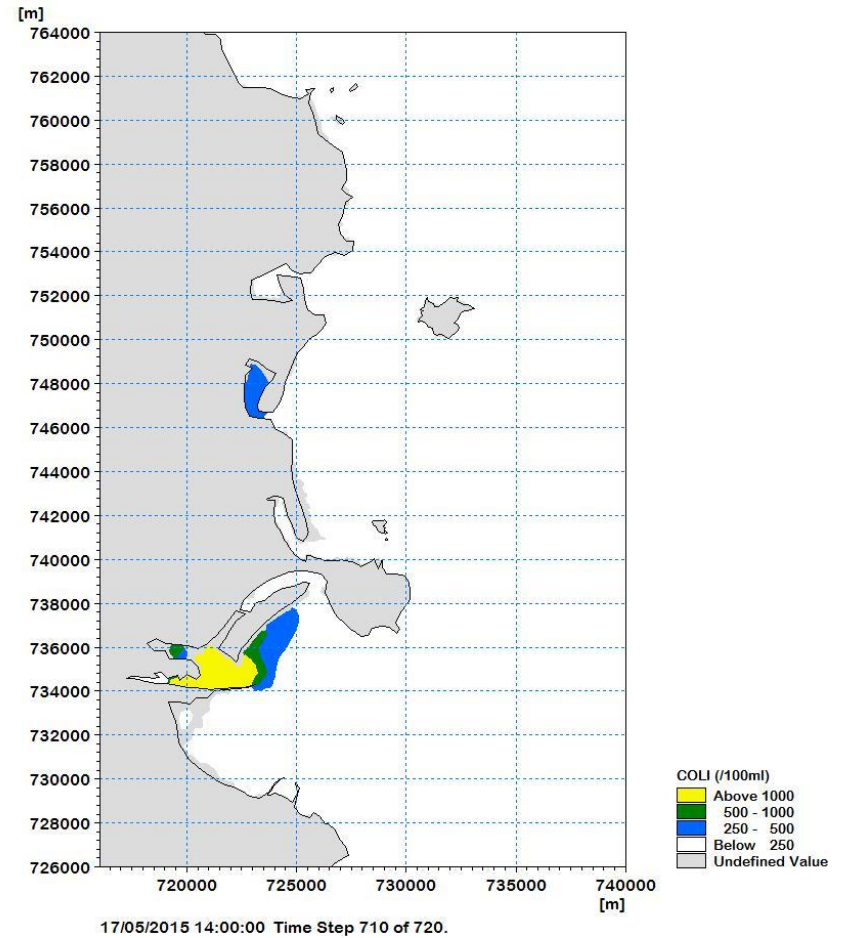 [m]
764000
762000
760000
758000
756000
754000
752000
750000
748000
746000
744000
742000
740000
738000
736000
734000
732000
730000
728000
726000
720000 725000 730000 735000 740000
[m]
17/05/2015 14:00:00 Time Step 710 of 720.
COLI (/100ml)
Above 1000
500 - 1000
250 - 500
Below 250
Undefined Value